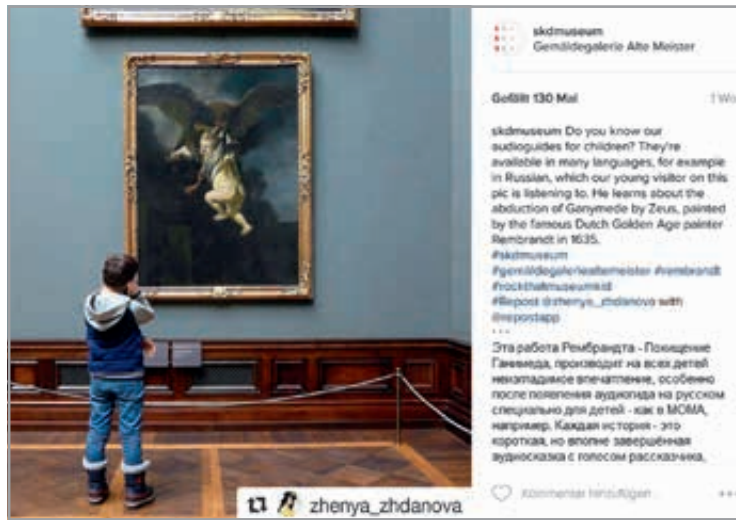 skdmuseum
Gemäldegalerie Alte Meister
Gefällt 130 Mal
1 Wo
skdmuseum Do you know our
audioguides for children? They're
available in many languages, for example
in Russian, which our young visitor on this
pic is listening to. He learns about the
abduction of Ganymede by Zeus, painted
by the famous Dutch Golden Age painter
Rembrandt in 1635.
#skdmuseum
#gemäldegaleriealtemeister #rembrandt
#rockthatmuseumkid
#Repost @zhenya_zhdanova with
@repostapp
• • •
Эта работа Рембрандта - Похищение
Ганимеда, производит на всех детей
неизгладимое впечатление, особенно
после появления аудиогида на русском
специально для детей - как в МОМА,
например. Каждая история - это
короткая, но вполне завершённая
аудиосказка с голосом рассказчика,
Kommentar hinzufügen...
zhenya_zhdanova